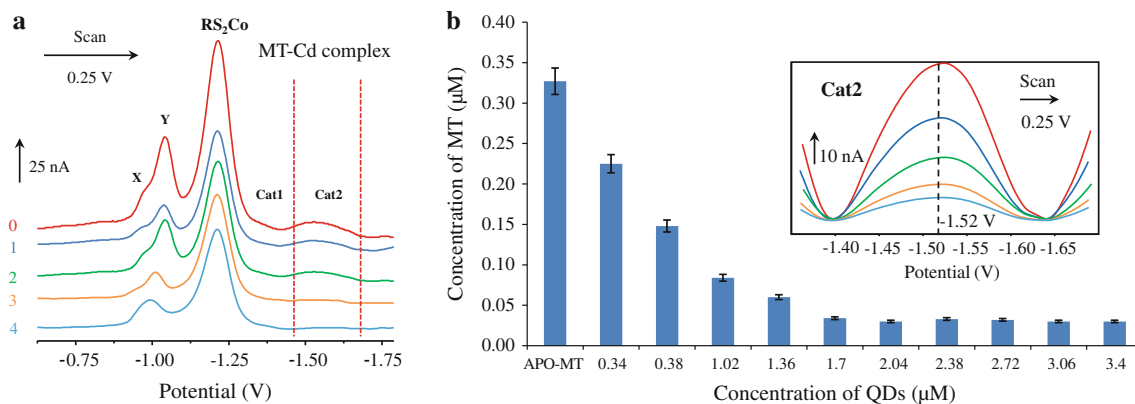 a
Scan
0.25 V
RS₂Co
MT-Cd complex
Y
X
25 nA
Cat1
Cat2
0
1
2
3
4
-0.75
-1.00
-1.25
-1.50
-1.75
Potential (V)
b
Concentration of MT (µM)
0.40
0.35
0.30
0.25
0.20
0.15
0.10
0.05
0.00
APO-MT
0.34
0.38
1.02
1.36
1.7
2.04
2.38
2.72
3.06
3.4
Concentration of QDs (µM)
Cat2
Scan
0.25 V
10 nA
-1.52 V
-1.40
-1.45
-1.50
-1.55
-1.60
-1.65
Potential (V)